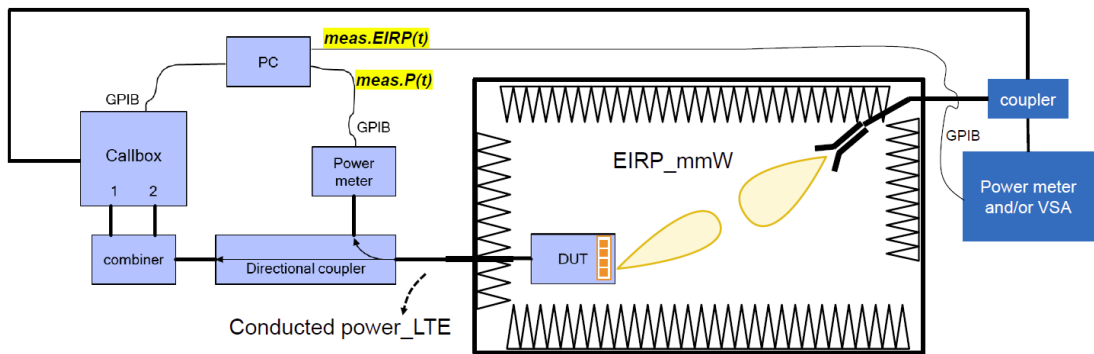 meas.EIRP(t)
PC
meas.P(t)
GPIB
GPIB
coupler
GPIB
Callbox
1 2
Power
meter
EIRP_mmW
Power meter
and/or VSA
combiner
Directional coupler
DUT
Conducted power_LTE